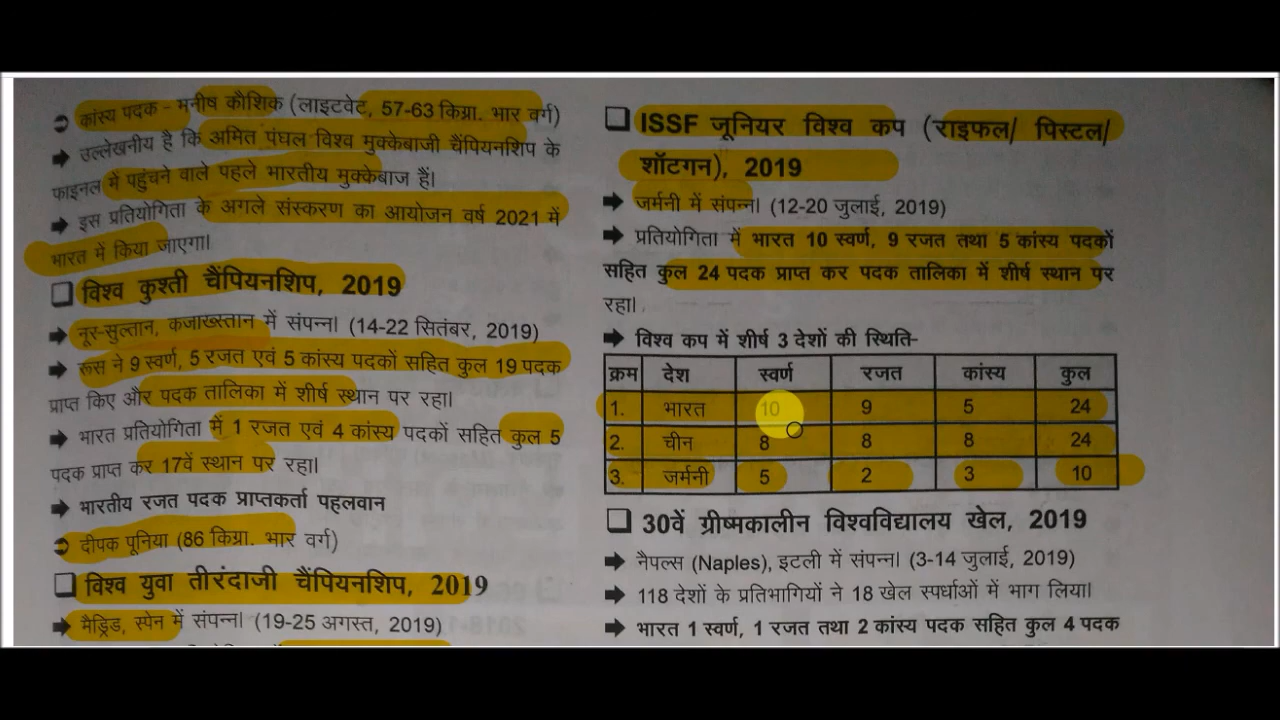 कांस्य पदक - मनीष कौशिक (लाइटवेट, 57-63 किग्रा. भार वर्ग)
उल्लेखनीय है कि अमित पंघल विश्व मुक्केबाजी चैंपियनशिप के
फाइनल में पहुंचने वाले पहले भारतीय मुक्केबाज हैं।
इस प्रतियोगिता के अगले संस्करण का आयोजन वर्ष 2021 में
भारत में किया जाएगा।
विश्व कुश्ती चैंपियनशिप, 2019
नूर-सुल्तान, कजाख्स्तान में संपन्न। (14-22 सितंबर, 2019)
रूस ने 9 स्वर्ण, 5 रजत एवं 5 कांस्य पदकों सहित कुल 19 पदक
प्राप्त किए और पदक तालिका में शीर्ष स्थान पर रहा।
भारत प्रतियोगिता में 1 रजत एवं 4 कांस्य पदकों सहित कुल 5
पदक प्राप्त कर 17वें स्थान पर रहा।
भारतीय रजत पदक प्राप्तकर्ता पहलवान
दीपक पूनिया (86 किग्रा. भार वर्ग)
विश्व युवा तीरंदाजी चैंपियनशिप, 2019
मैड्रिड, स्पेन में संपन्न। (19-25 अगस्त, 2019)
ISSF जूनियर विश्व कप (राइफल/ पिस्टल/
शॉटगन), 2019
जर्मनी में संपन्न। (12-20 जुलाई, 2019)
प्रतियोगिता में भारत 10 स्वर्ण, 9 रजत तथा 5 कांस्य पदकों
सहित कुल 24 पदक प्राप्त कर पदक तालिका में शीर्ष स्थान पर
रहा।
विश्व कप में शीर्ष 3 देशों की स्थिति-
क्रम देश स्वर्ण रजत कांस्य कुल
1. भारत 10 9 5 24
2. चीन 8 8 8 24
3. जर्मनी 5 2 3 10
30वें ग्रीष्मकालीन विश्वविद्यालय खेल, 2019
नैपल्स (Naples), इटली में संपन्न। (3-14 जुलाई, 2019)
118 देशों के प्रतिभागियों ने 18 खेल स्पर्धाओं में भाग लिया।
भारत 1 स्वर्ण, 1 रजत तथा 2 कांस्य पदक सहित कुल 4 पदक